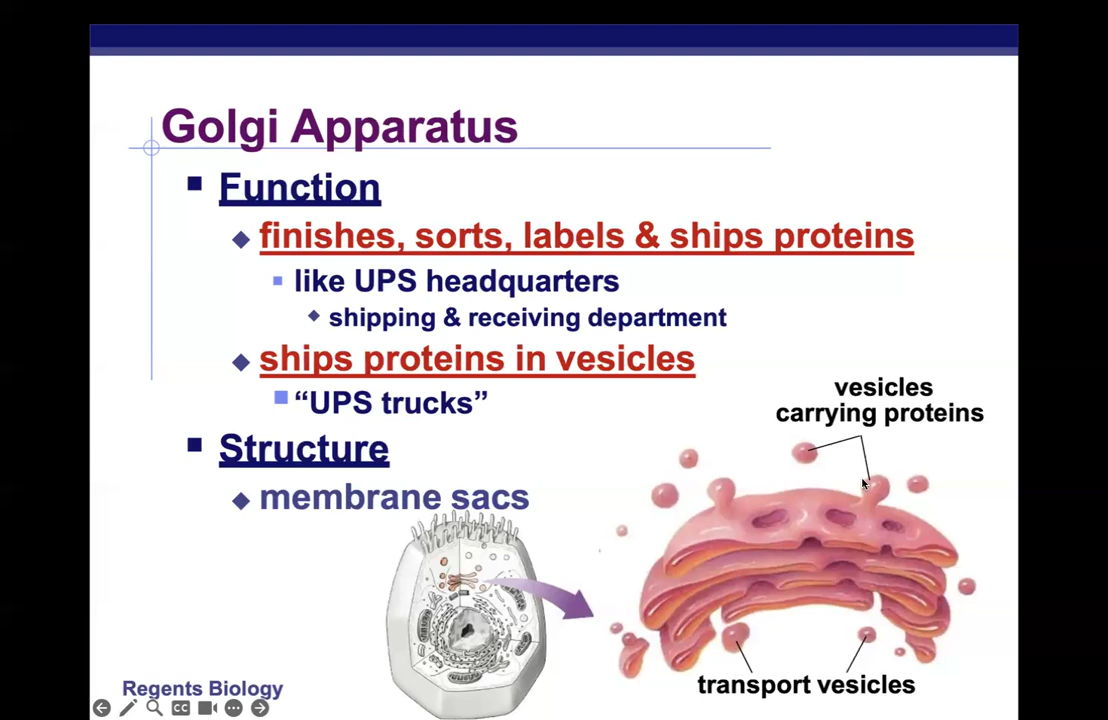 Golgi Apparatus
Function
finishes, sorts, labels & ships proteins
like UPS headquarters
shipping & receiving department
ships proteins in vesicles
“UPS trucks”
Structure
membrane sacs
vesicles
carrying proteins
transport vesicles
Regents Biology
CC